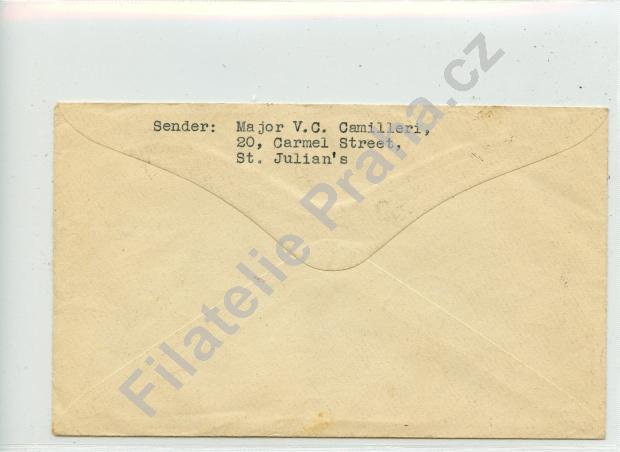 Sender: Major V.C. Camilleri,
20, Carmel Street,
St. Julian's
Filatelie Praha.cz